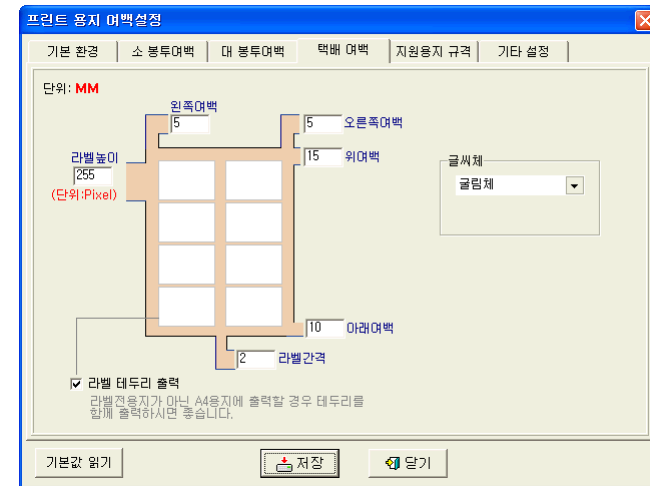 프린트 용지 여백설정
기본 환경 소 봉투여백 대 봉투여백 택배 여백 지원용지 규격 기타 설정
단위: MM
왼쪽여백
5
5 오른쪽여백
라벨높이
255
(단위:Pixel)
15 위여백
글씨체
굴림체
10 아래여백
2 라벨간격
라벨 테두리 출력
라벨전용지가 아닌 A4용지에 출력할 경우 테두리를
함께 출력하시면 좋습니다.
기본값 읽기 저장 닫기